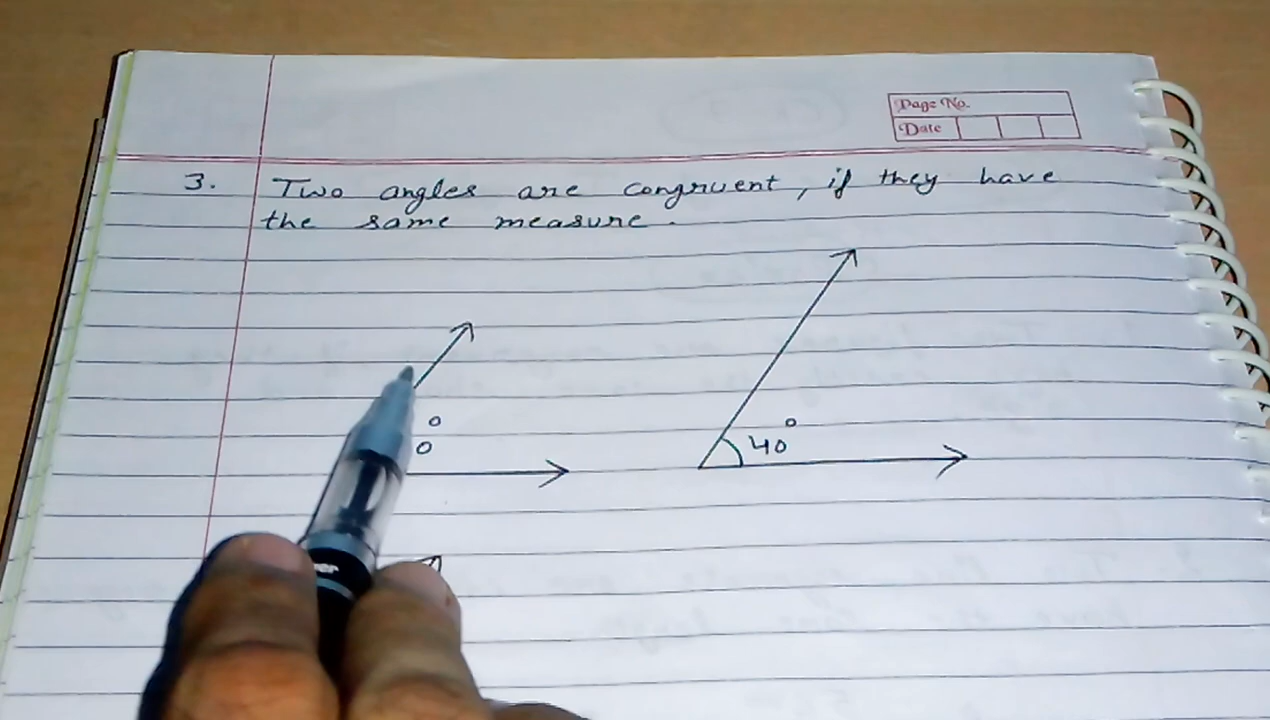 Page No.
Date
3. Two angles are congruent, if they have
the same measure.
40°